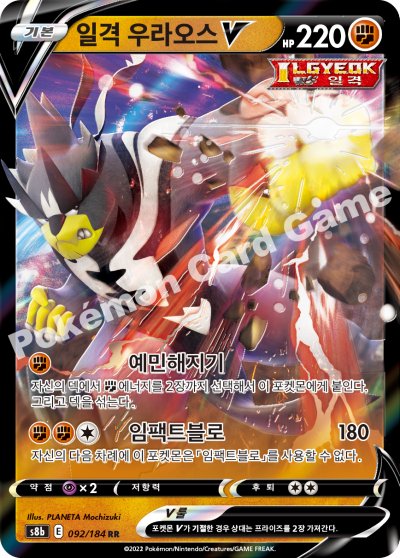 기본 일격 우라오스 V HP 220
ILGYEOK
일격
Pokémon Card Game
예민해지기
자신의 덱에서 에너지를 2장까지 선택해서 이 포켓몬에게 붙인다.
그리고 덱을 섞는다.
임팩트블로 180
자신의 다음 차례에 이 포켓몬은 「임팩트블로」를 사용할 수 없다.
약점 ×2 저항력 후퇴
Illus. PLANETA Mochizuki
V룰
s8b E 092/184 RR
포켓몬 V가 기절한 경우 상대는 프라이즈를 2장 가져간다.
©2022 Pokémon/Nintendo/Creatures/GAME FREAK.